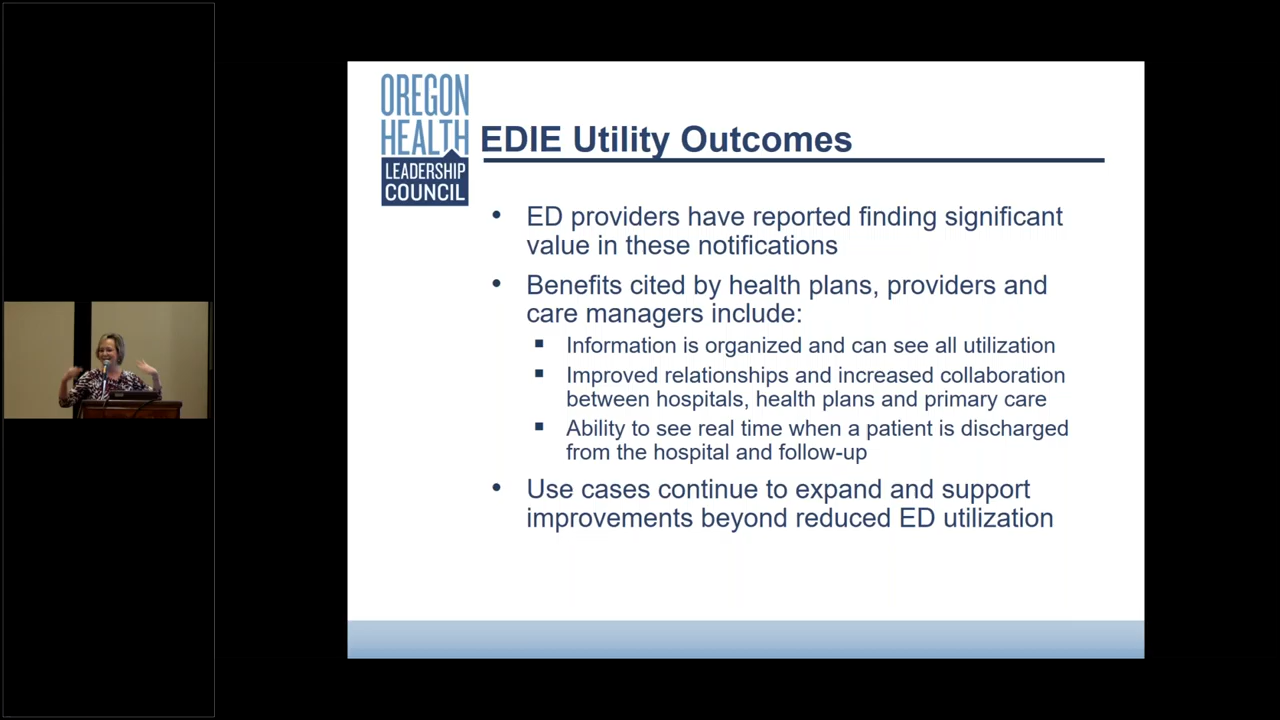 OREGON
HEALTH
LEADERSHIP
COUNCIL
EDIE Utility Outcomes
• ED providers have reported finding significant
value in these notifications
• Benefits cited by health plans, providers and
care managers include:
▪ Information is organized and can see all utilization
▪ Improved relationships and increased collaboration
between hospitals, health plans and primary care
▪ Ability to see real time when a patient is discharged
from the hospital and follow-up
• Use cases continue to expand and support
improvements beyond reduced ED utilization